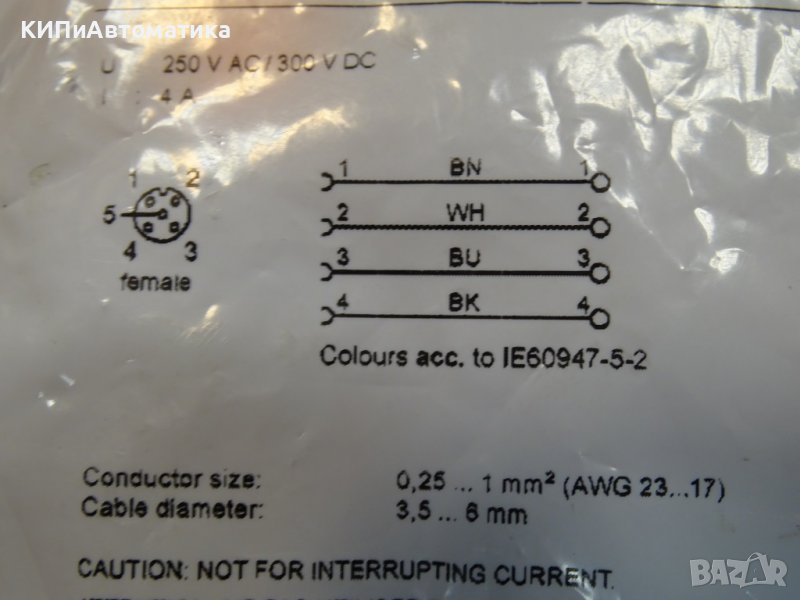 КИПиАвтоматика
U : 250 V AC / 300 V DC
I : 4 A
1 2
5
4 3
female
1 BN 1
2 WH 2
3 BU 3
4 BK 4
Colours acc. to IE60947-5-2
Conductor size: 0,25 ... 1 mm² (AWG 23...17)
Cable diameter: 3,5 ... 6 mm
CAUTION: NOT FOR INTERRUPTING CURRENT.
BAZAR